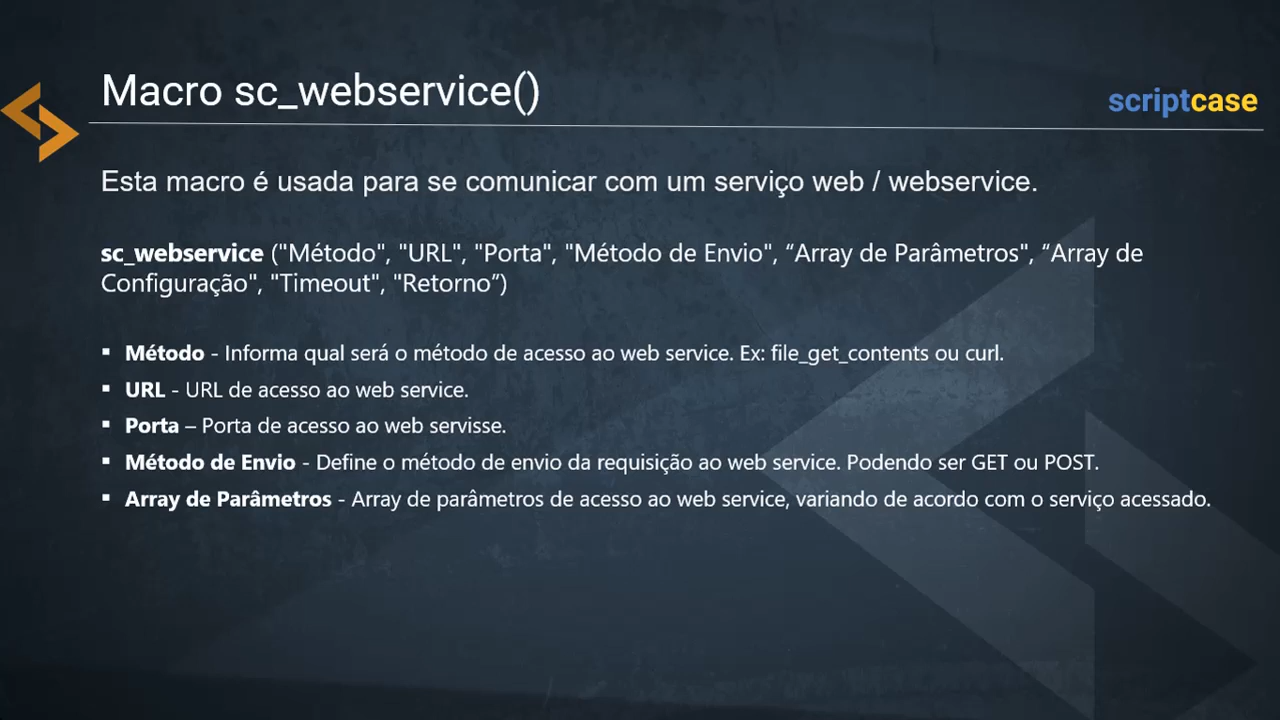 Macro sc_webservice()
scriptcase
Esta macro é usada para se comunicar com um serviço web / webservice.
sc_webservice ("Método", "URL", "Porta", "Método de Envio", “Array de Parâmetros", “Array de
Configuração", "Timeout", "Retorno”)
▪ Método - Informa qual será o método de acesso ao web service. Ex: file_get_contents ou curl.
▪ URL - URL de acesso ao web service.
▪ Porta – Porta de acesso ao web servisse.
▪ Método de Envio - Define o método de envio da requisição ao web service. Podendo ser GET ou POST.
▪ Array de Parâmetros - Array de parâmetros de acesso ao web service, variando de acordo com o serviço acessado.